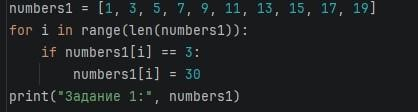 numbers1 = [1, 3, 5, 7, 9, 11, 13, 15, 17, 19]
for i in range(len(numbers1)):
    if numbers1[i] == 3:
        numbers1[i] = 30
print("Задание 1:", numbers1)